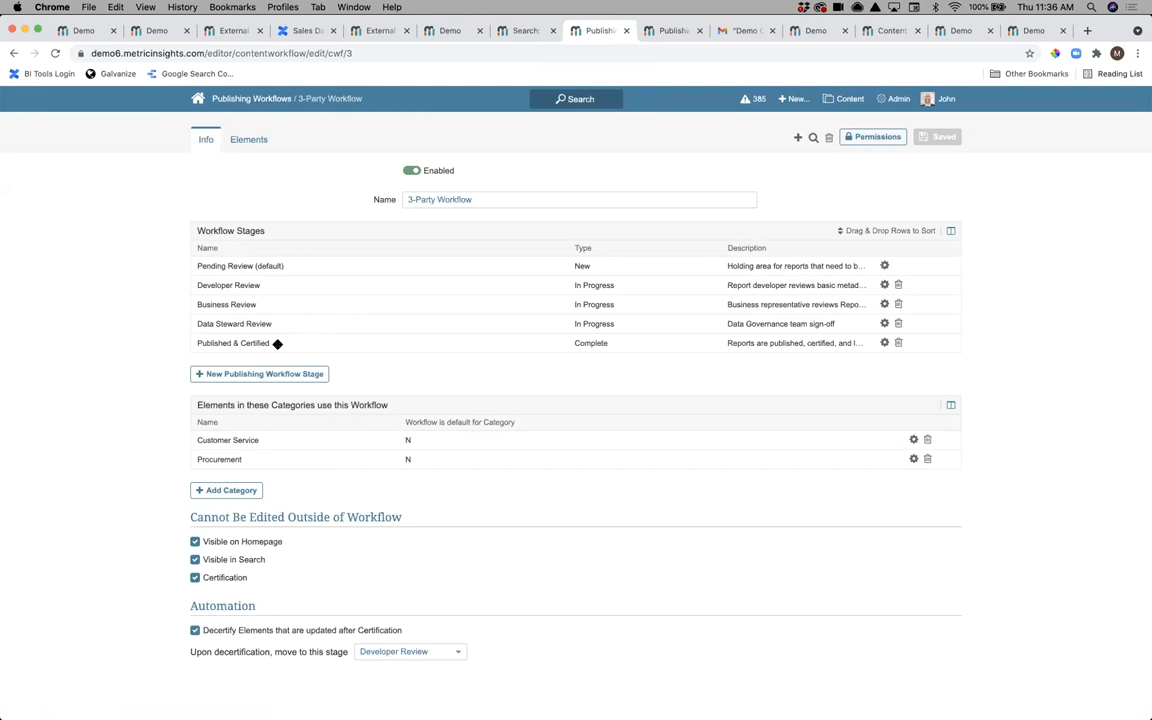 Chrome File Edit View History Bookmarks Profiles Tab Window Help 100% Thu 11:36 AM
Demo Demo External Sales Da External Demo Search: Publishi Publishi "Demo Demo Content Demo Demo
demo6.metricinsights.com/editor/contentworkflow/edit/cwf/3 M
BI Tools Login Galvanize Google Search Co... Other Bookmarks Reading List
Publishing Workflows / 3-Party Workflow Search 385 + New... Content Admin John
Info Elements Permissions Saved
Enabled
Name 3-Party Workflow
Workflow Stages Drag & Drop Rows to Sort
Name Type Description
Pending Review (default) New Holding area for reports that need to b...
Developer Review In Progress Report developer reviews basic metad...
Business Review In Progress Business representative reviews Repo...
Data Steward Review In Progress Data Governance team sign-off
Published & Certified Complete Reports are published, certified, and l...
+ New Publishing Workflow Stage
Elements in these Categories use this Workflow
Name Workflow is default for Category
Customer Service N
Procurement N
+ Add Category
Cannot Be Edited Outside of Workflow
Visible on Homepage
Visible in Search
Certification
Automation
Decertify Elements that are updated after Certification
Upon decertification, move to this stage Developer Review